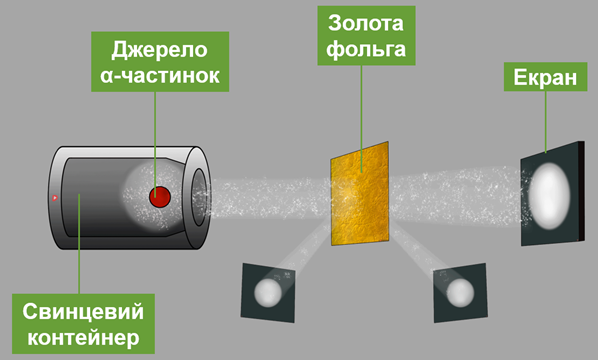 Джерело
α-частинок
Золота
фольга
Екран
Свинцевий
контейнер